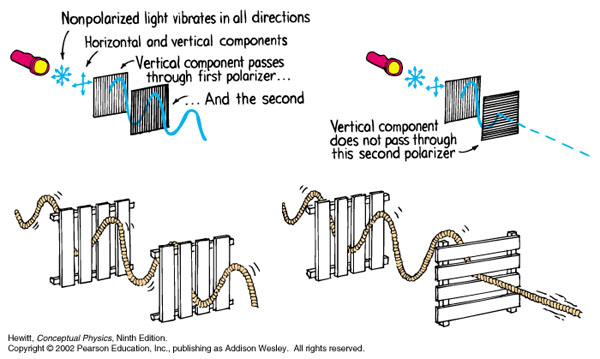 Nonpolarized light vibrates in all directions
Horizontal and vertical components
Vertical component passes
through first polarizer...
... And the second
Vertical component
does not pass through
this second polarizer
Hewitt, Conceptual Physics, Ninth Edition.
Copyright © 2002 Pearson Education, Inc., publishing as Addison Wesley. All rights reserved.